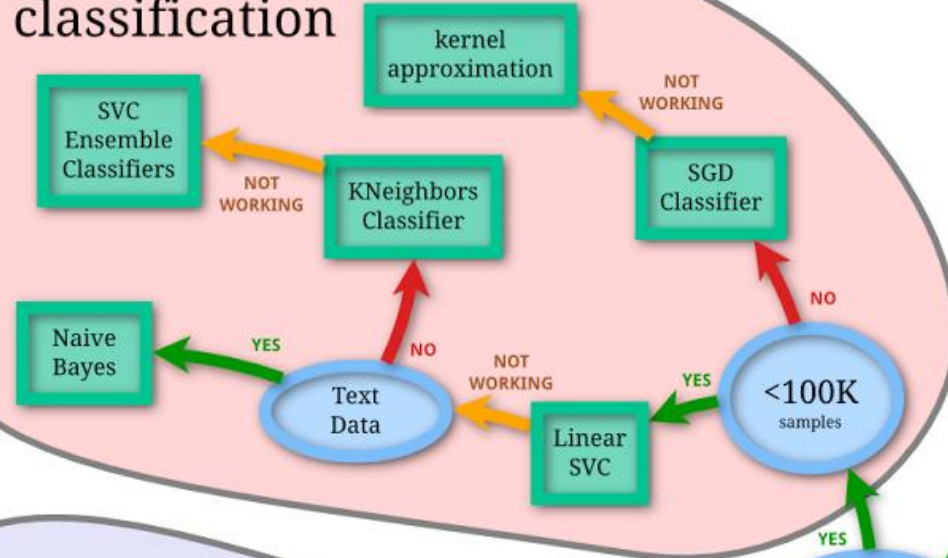 classification
kernel
approximation
NOT
WORKING
SVC
Ensemble
Classifiers
NOT
WORKING
KNeighbors
Classifier
SGD
Classifier
NO
Naive
Bayes
YES
NO
Text
Data
NOT
WORKING
Linear
SVC
YES
<100K
samples
YES